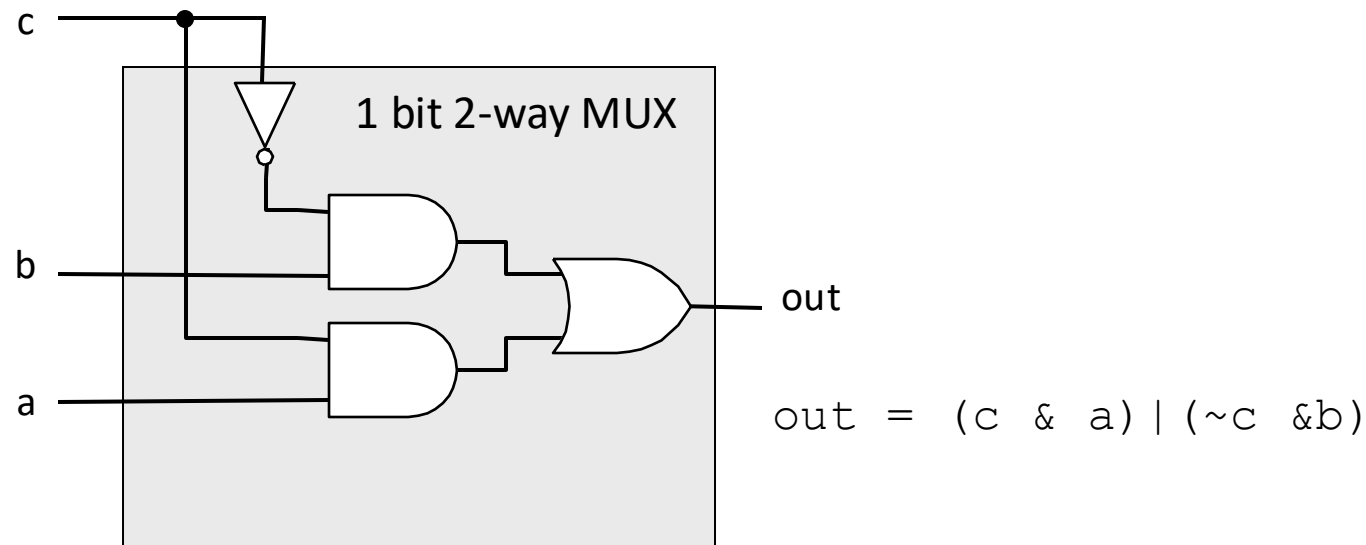 c
1 bit 2-way MUX
b
out
a
out = (c & a)|(~c &b)